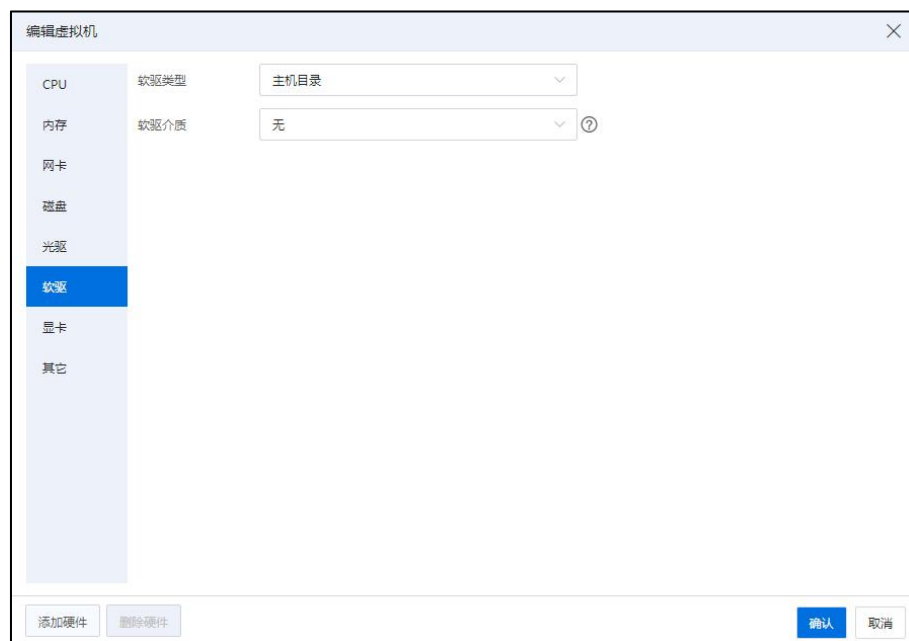 编辑虚拟机
CPU
软驱类型
主机目录
内存
软驱介质
无
网卡
磁盘
光驱
软驱
显卡
其它
添加硬件
删除硬件
确认
取消